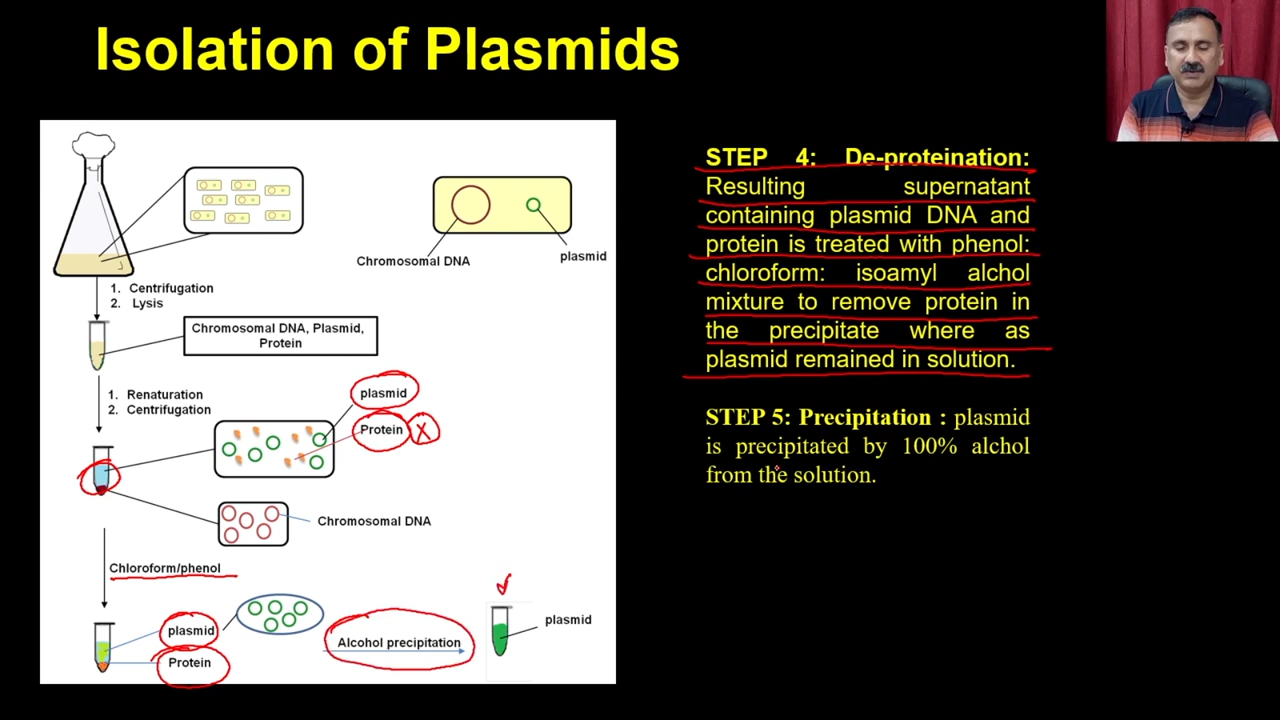 Isolation of Plasmids
Chromosomal DNA
plasmid
1. Centrifugation
2. Lysis
Chromosomal DNA, Plasmid,
Protein
1. Renaturation
2. Centrifugation
plasmid
Protein X
Chromosomal DNA
Chloroform/phenol
plasmid
Protein
Alcohol precipitation
plasmid
STEP 4: De-proteination:
Resulting supernatant
containing plasmid DNA and
protein is treated with phenol:
chloroform: isoamyl alchol
mixture to remove protein in
the precipitate where as
plasmid remained in solution.
STEP 5: Precipitation : plasmid
is precipitated by 100% alchol
from the solution.